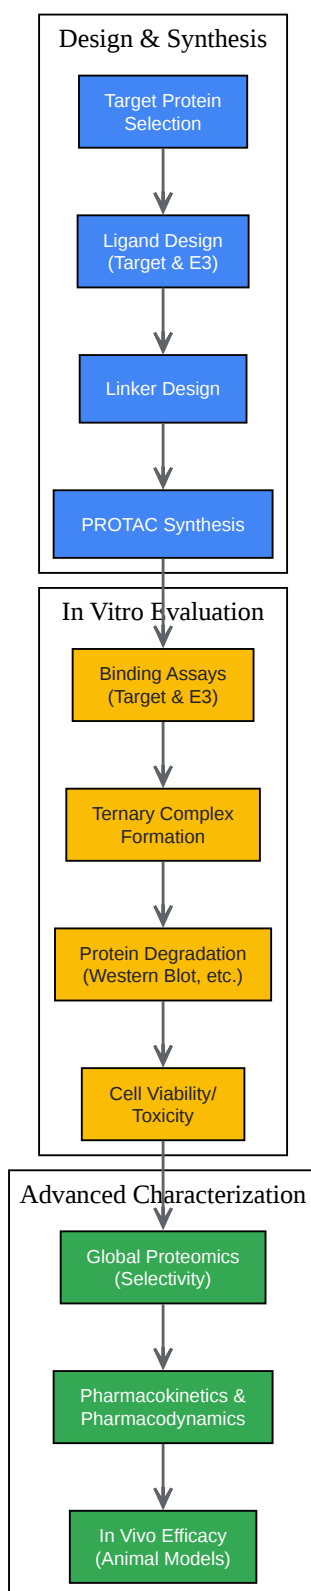 Design & Synthesis
Target Protein
Selection
Ligand Design
(Target & E3)
Linker Design
PROTAC Synthesis
In Vitro Evaluation
Binding Assays
(Target & E3)
Ternary Complex
Formation
Protein Degradation
(Western Blot, etc.)
Cell Viability/
Toxicity
Advanced Characterization
Global Proteomics
(Selectivity)
Pharmacokinetics &
Pharmacodynamics
In Vivo Efficacy
(Animal Models)